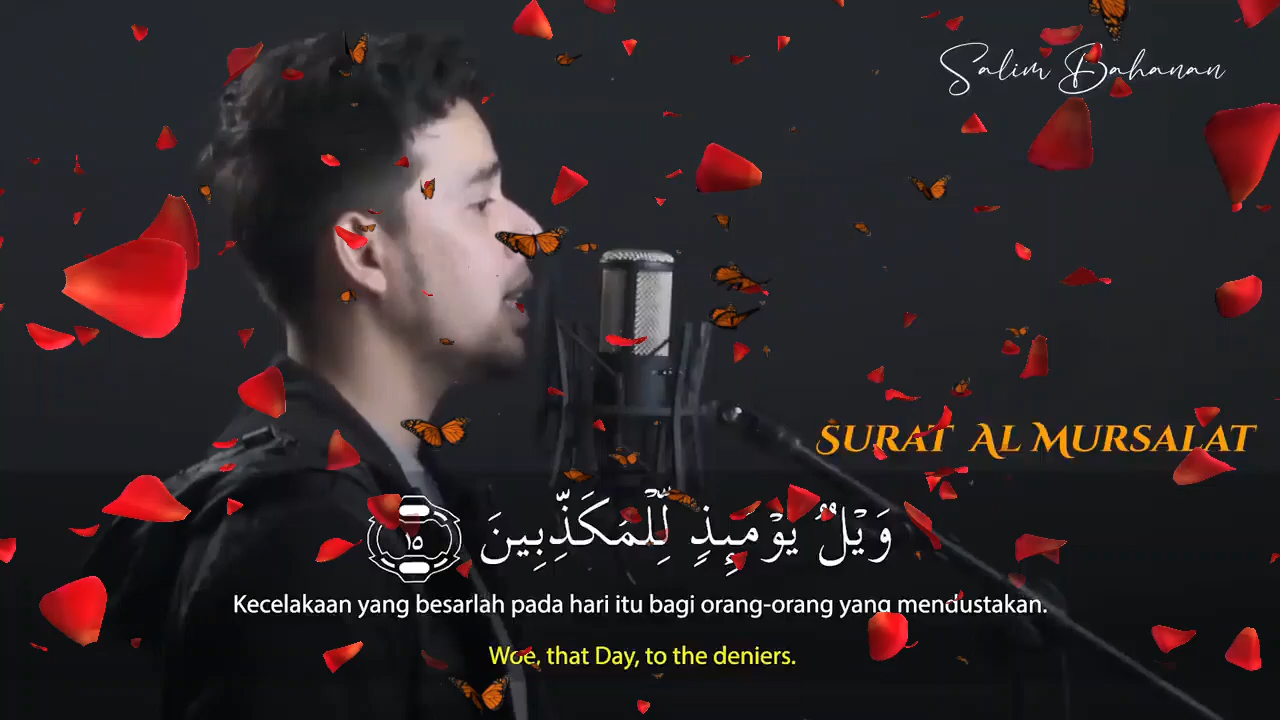 Salim Bahanan
SURAT AL MURSALAT
وَيْلٌ يَوْمَىِٕذٍ لِّلْمُكَذِّبِينَ ١٥
Kecelakaan yang besarlah pada hari itu bagi orang-orang yang mendustakan.
Woe, that Day, to the deniers.